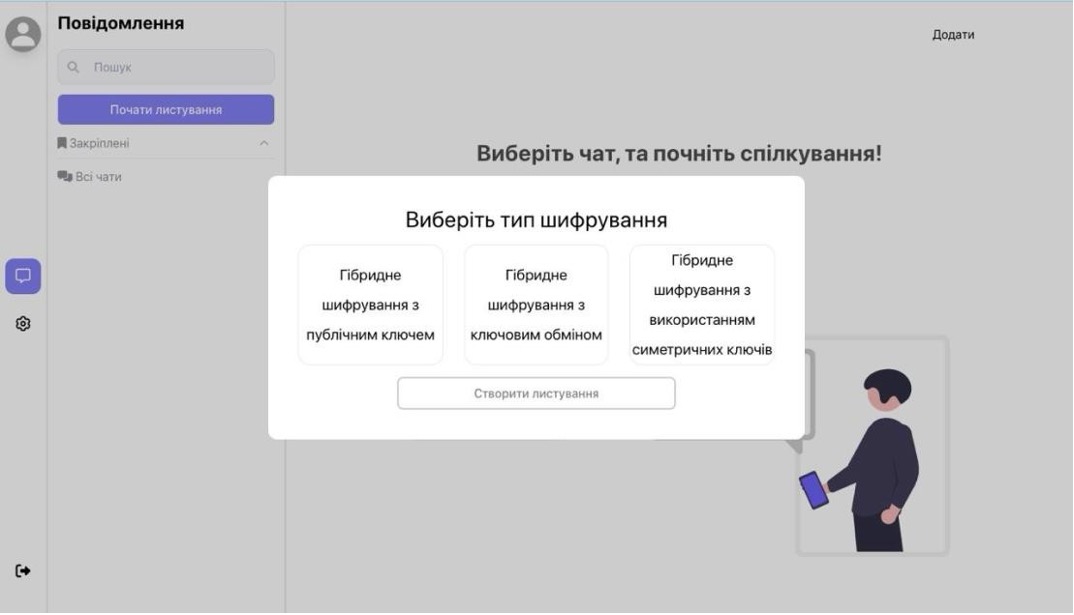 Повідомлення
Пошук
Почати листування
Закріплені
Всі чати
Додати
Виберіть чат, та почніть спілкування!
Виберіть тип шифрування
Гібридне
шифрування з
публічним ключем
Гібридне
шифрування з
ключовим обміном
Гібридне
шифрування з
використанням
симетричних ключів
Створити листування